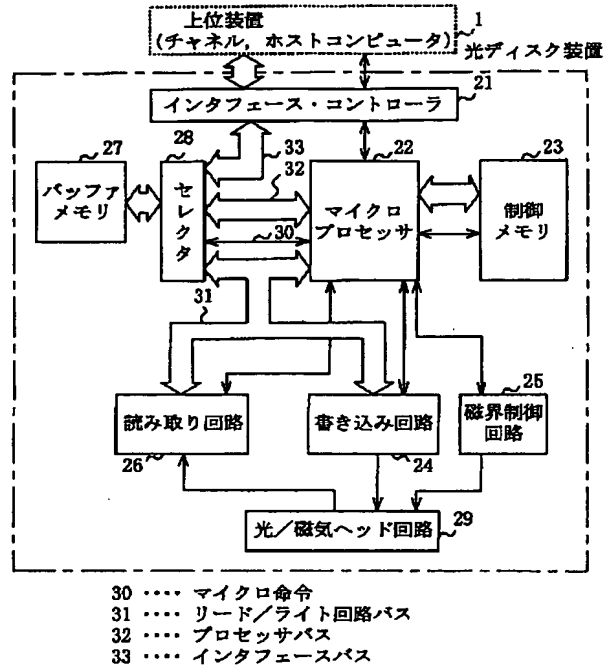 上位装置
(チャネル, ホストコンピュータ)
1
光ディスク装置
インタフェース・コントローラ
21
27
28
33
32
22
23
バッファ
メモリ
セレクタ
マイクロ
プロセッサ
制御
メモリ
30
31
25
読み取り回路
書き込み回路
磁界制御
回路
26
24
光/磁気ヘッド回路
29
30 ‥‥ マイクロ命令
31 ‥‥ リード/ライト回路バス
32 ‥‥ プロセッサバス
33 ‥‥ インタフェースバス